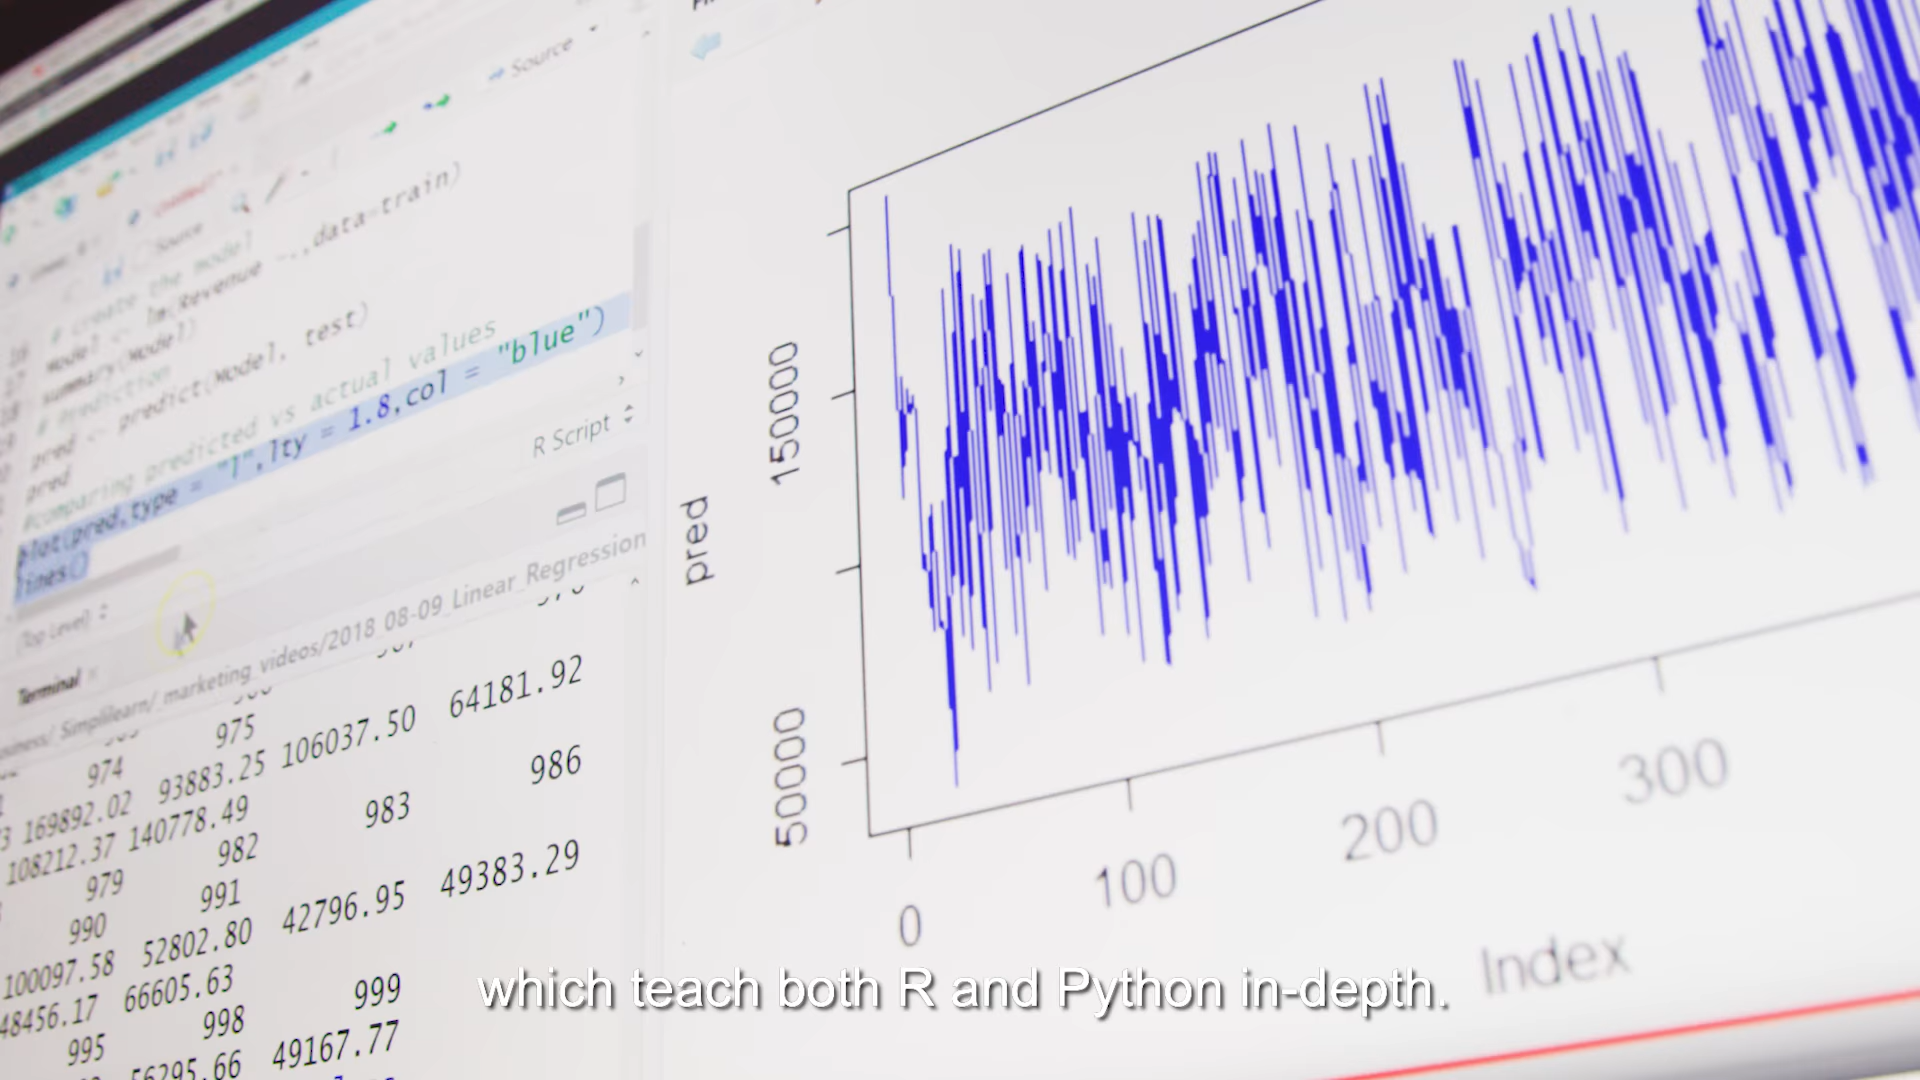 Source
Source
# create the model
model <- lm(Revenue ~.,data=train)
summary(Model)
# Prediction
pred <- predict(Model, test)
pred
#comparing predicted vs actual values
plot(pred,type = "l",lty = 1.8,col = "blue")
lines()
(Top Level)
R Script
Terminal
Simplilearn/_marketing_videos/2018_08-09_Linear_Regression
974 975
169892.02 93883.25 106037.50 64181.92
108212.37 140778.49
979 982 983 986
990 991
100097.58 52802.80 42796.95 49383.29
48456.17 66605.63
995 998 999
56295.66 49167.77
pred
50000
150000
0
100
200
300
Index
which teach both R and Python in-depth.